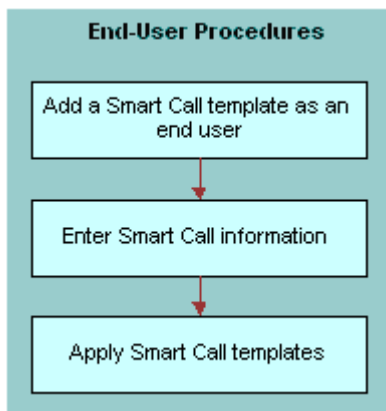 End-User Procedures
Add a Smart Call template as an
end user
Enter Smart Call information
Apply Smart Call templates